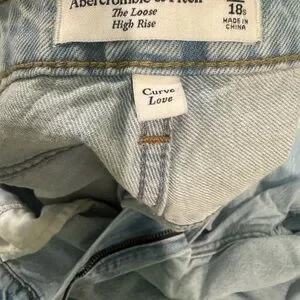 Abercrombie & Fitch
The Loose
High Rise
18s
MADE IN
CHINA
Curve
Love